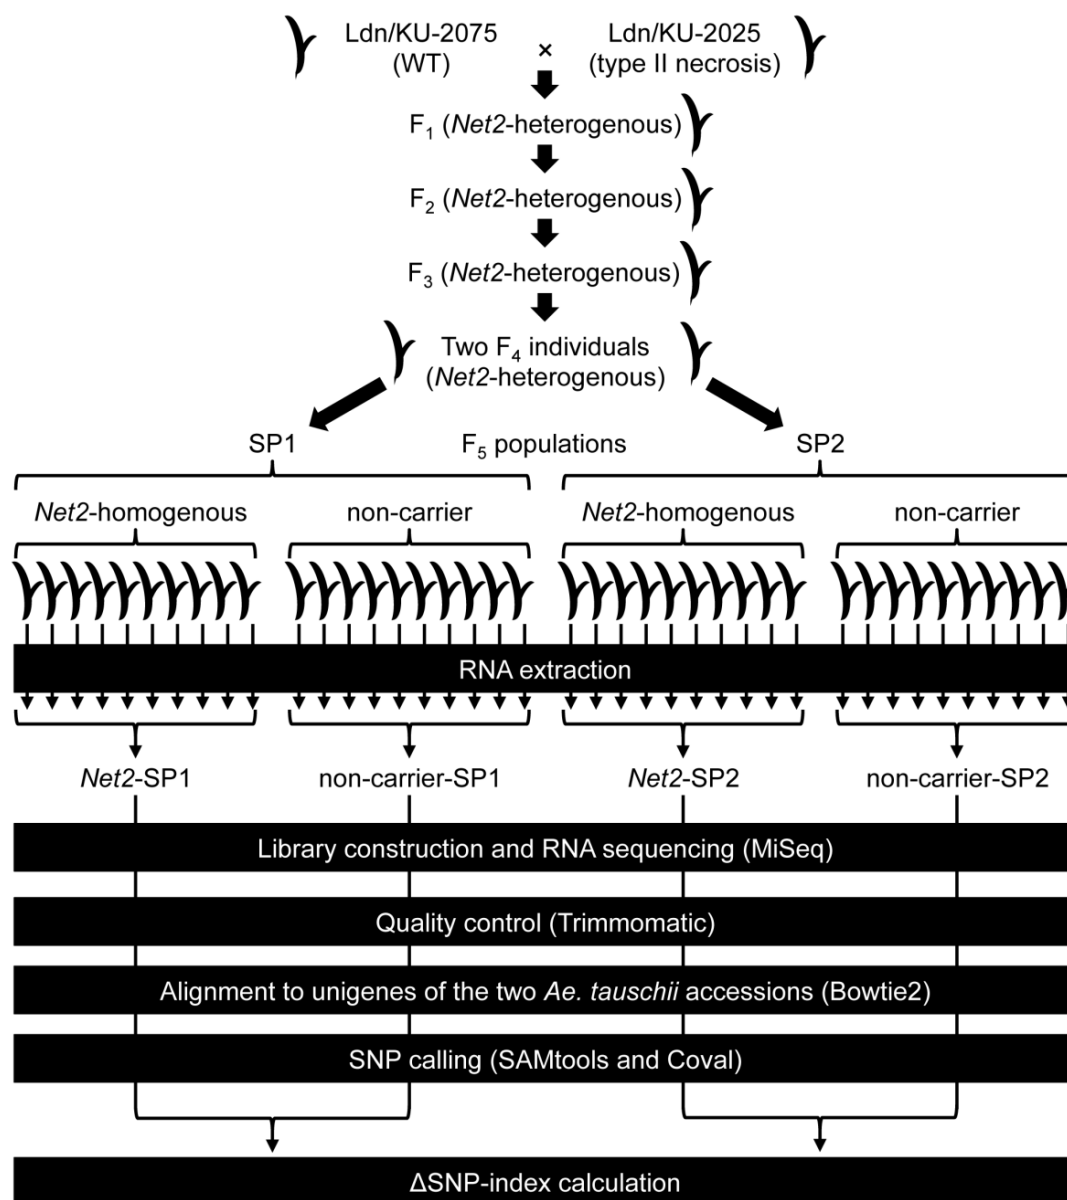 Ldn/KU-2075 × Ldn/KU-2025
(WT) (type II necrosis)
F₁ (Net2-heterogenous)
F₂ (Net2-heterogenous)
F₃ (Net2-heterogenous)
Two F₄ individuals
(Net2-heterogenous)
SP1 F₅ populations SP2
Net2-homogenous non-carrier Net2-homogenous non-carrier
RNA extraction
Net2-SP1 non-carrier-SP1 Net2-SP2 non-carrier-SP2
Library construction and RNA sequencing (MiSeq)
Quality control (Trimmomatic)
Alignment to unigenes of the two Ae. tauschii accessions (Bowtie2)
SNP calling (SAMtools and Coval)
ΔSNP-index calculation